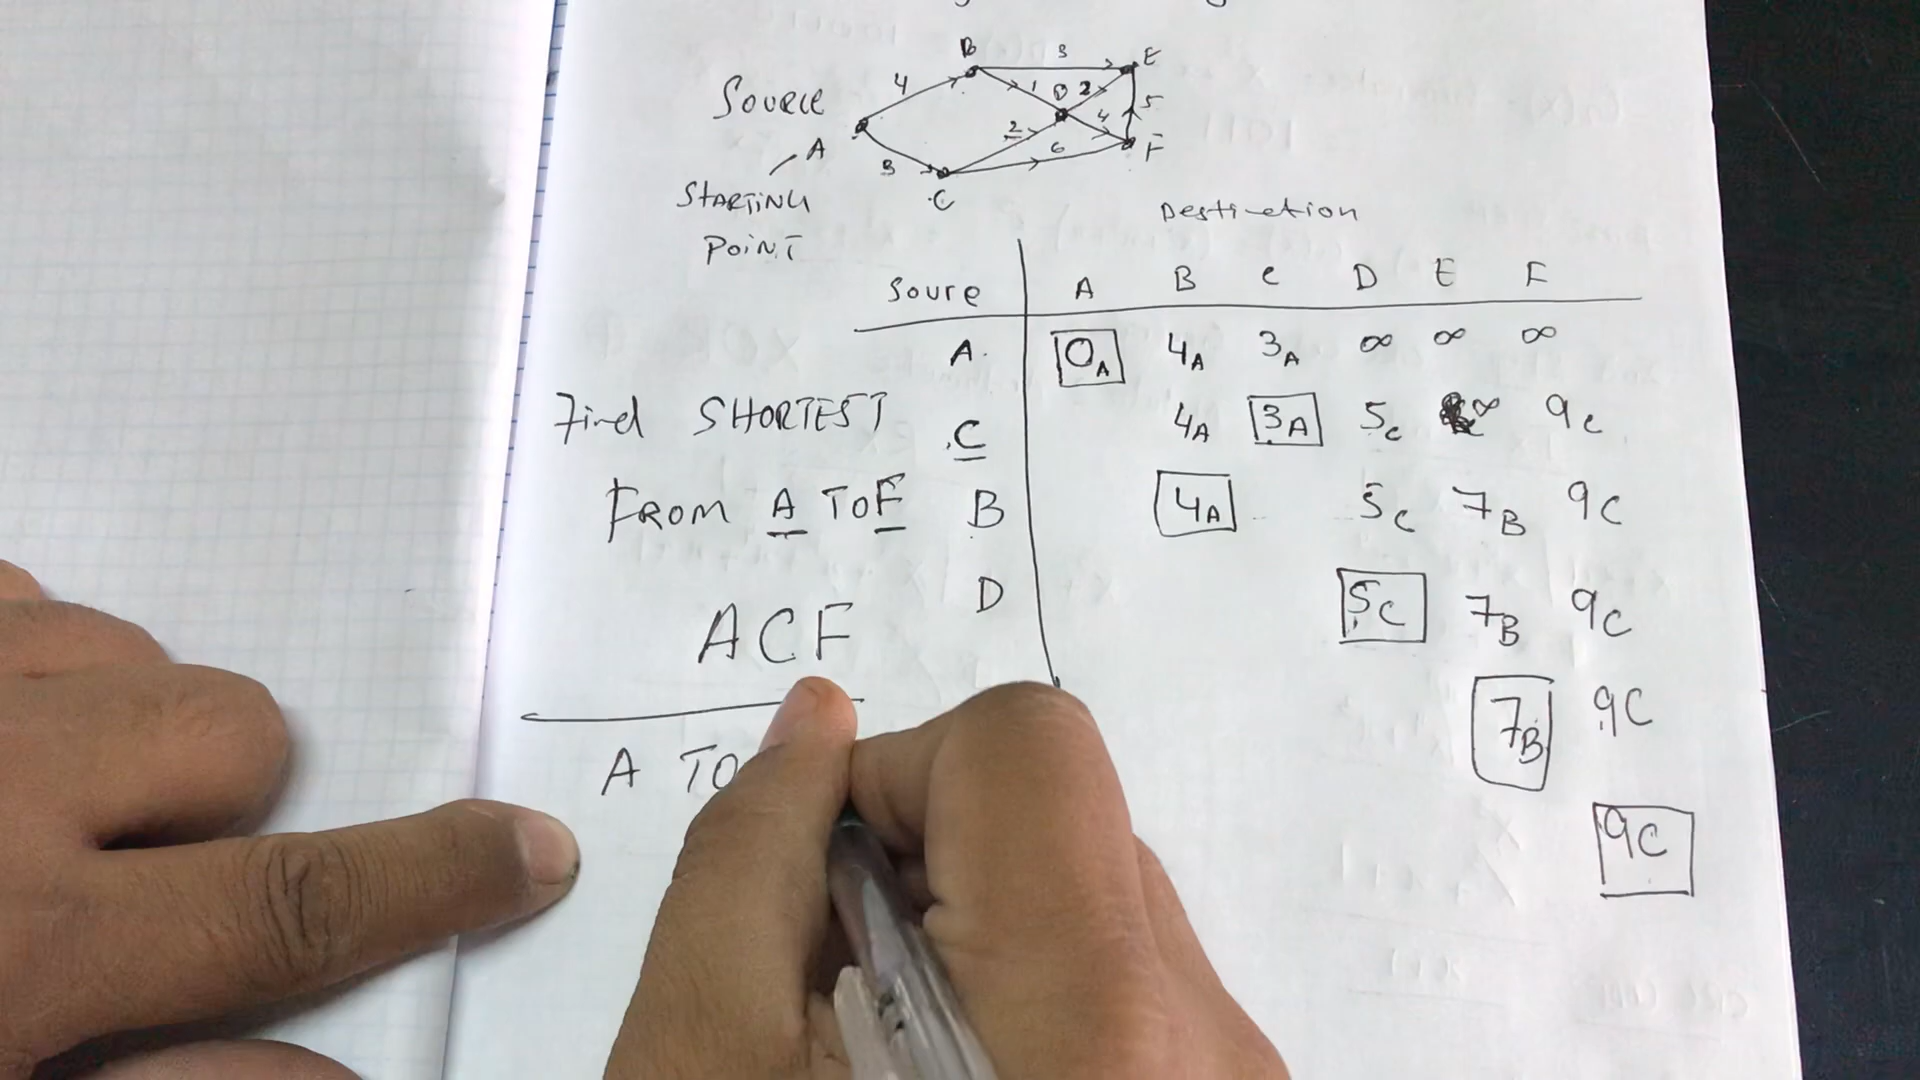 B 3 E
4 1 D 2
Source 2 4 5
A 3 6 F
STARTING C
POINT Destination
Soure A B C D E F
A. 0A 4A 3A ∞ ∞ ∞
Find SHORTEST .C 4A 3A 5C ∞ 9C
FROM A TO F B 4A 5C 7B 9C
ACF D 5C 7B 9C
7B 9C
A TO
9C